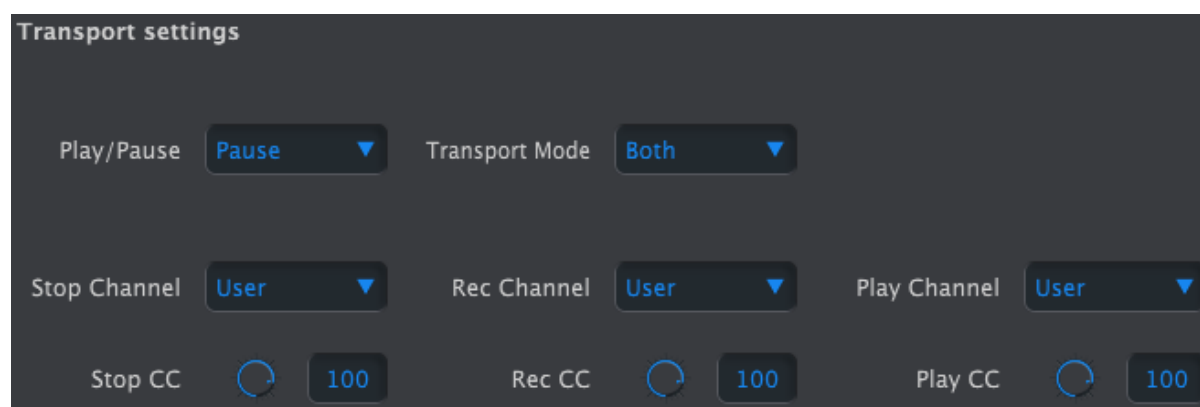 Transport settings
Play/Pause Pause Transport Mode Both
Stop Channel User Rec Channel User Play Channel User
Stop CC 100 Rec CC 100 Play CC 100